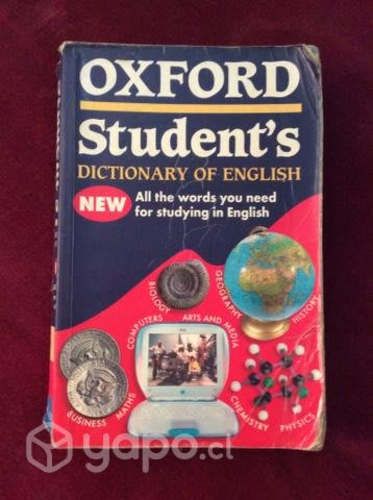 OXFORD
Student's
DICTIONARY OF ENGLISH
NEW
All the words you need
for studying in English
BIOLOGY
GEOGRAPHY
HISTORY
COMPUTERS
ARTS AND MEDIA
BUSINESS
MATHS
CHEMISTRY
PHYSICS
yapo.cl